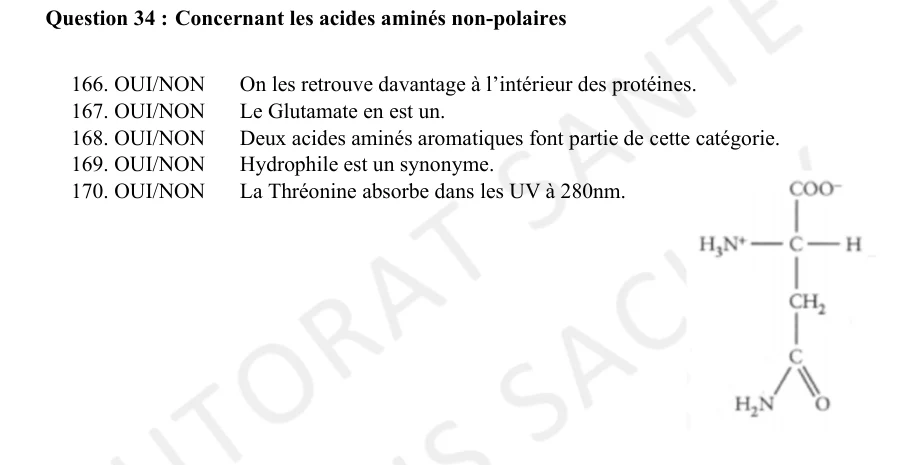 Question 34 : Concernant les acides aminés non-polaires
166. OUI/NON On les retrouve davantage à l'intérieur des protéines.
167. OUI/NON Le Glutamate en est un.
168. OUI/NON Deux acides aminés aromatiques font partie de cette catégorie.
169. OUI/NON Hydrophile est un synonyme.
170. OUI/NON La Thréonine absorbe dans les UV à 280nm.
COO⁻
H₃N⁺ — C — H
CH₂
C
H₂N O
TUTORAT SANTÉ